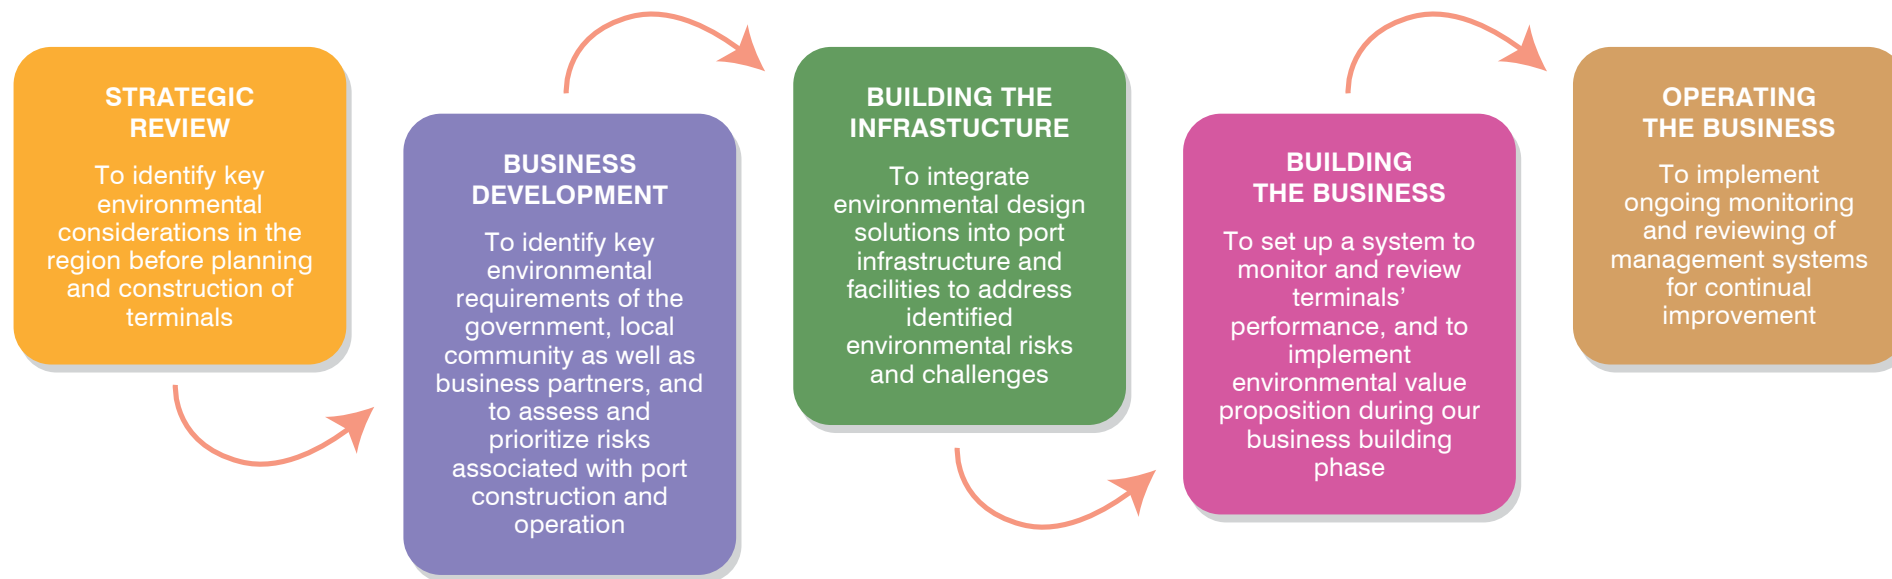 STRATEGIC
REVIEW
To identify key
environmental
considerations in the
region before planning
and construction of
terminals
BUSINESS
DEVELOPMENT
To identify key
environmental
requirements of the
government, local
community as well as
business partners, and
to assess and
prioritize risks
associated with port
construction and
operation
BUILDING THE
INFRASTUCTURE
To integrate
environmental design
solutions into port
infrastructure and
facilities to address
identified
environmental risks
and challenges
BUILDING
THE BUSINESS
To set up a system to
monitor and review
terminals’
performance, and to
implement
environmental value
proposition during our
business building
phase
OPERATING
THE BUSINESS
To implement
ongoing monitoring
and reviewing of
management systems
for continual
improvement